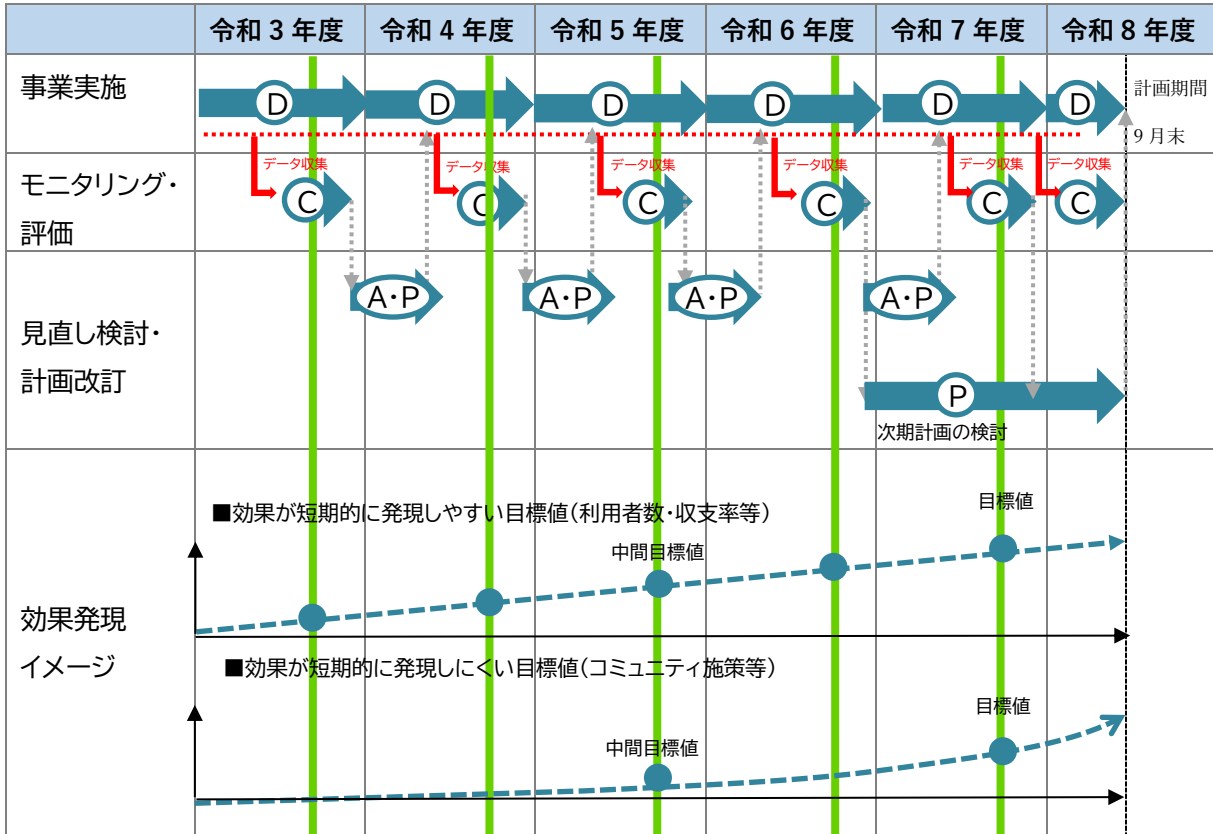 令和３年度
令和４年度
令和５年度
令和６年度
令和７年度
令和８年度
事業実施
D
D
D
D
D
D
計画期間
9月末
モニタリング・
評価
データ収集
データ収集
データ収集
データ収集
データ収集
データ収集
C
C
C
C
C
C
見直し検討・
計画改訂
A・P
A・P
A・P
A・P
P
次期計画の検討
効果発現
イメージ
■効果が短期的に発現しやすい目標値(利用者数・収支率等)
中間目標値
目標値
■効果が短期的に発現しにくい目標値(コミュニティ施策等)
中間目標値
目標値